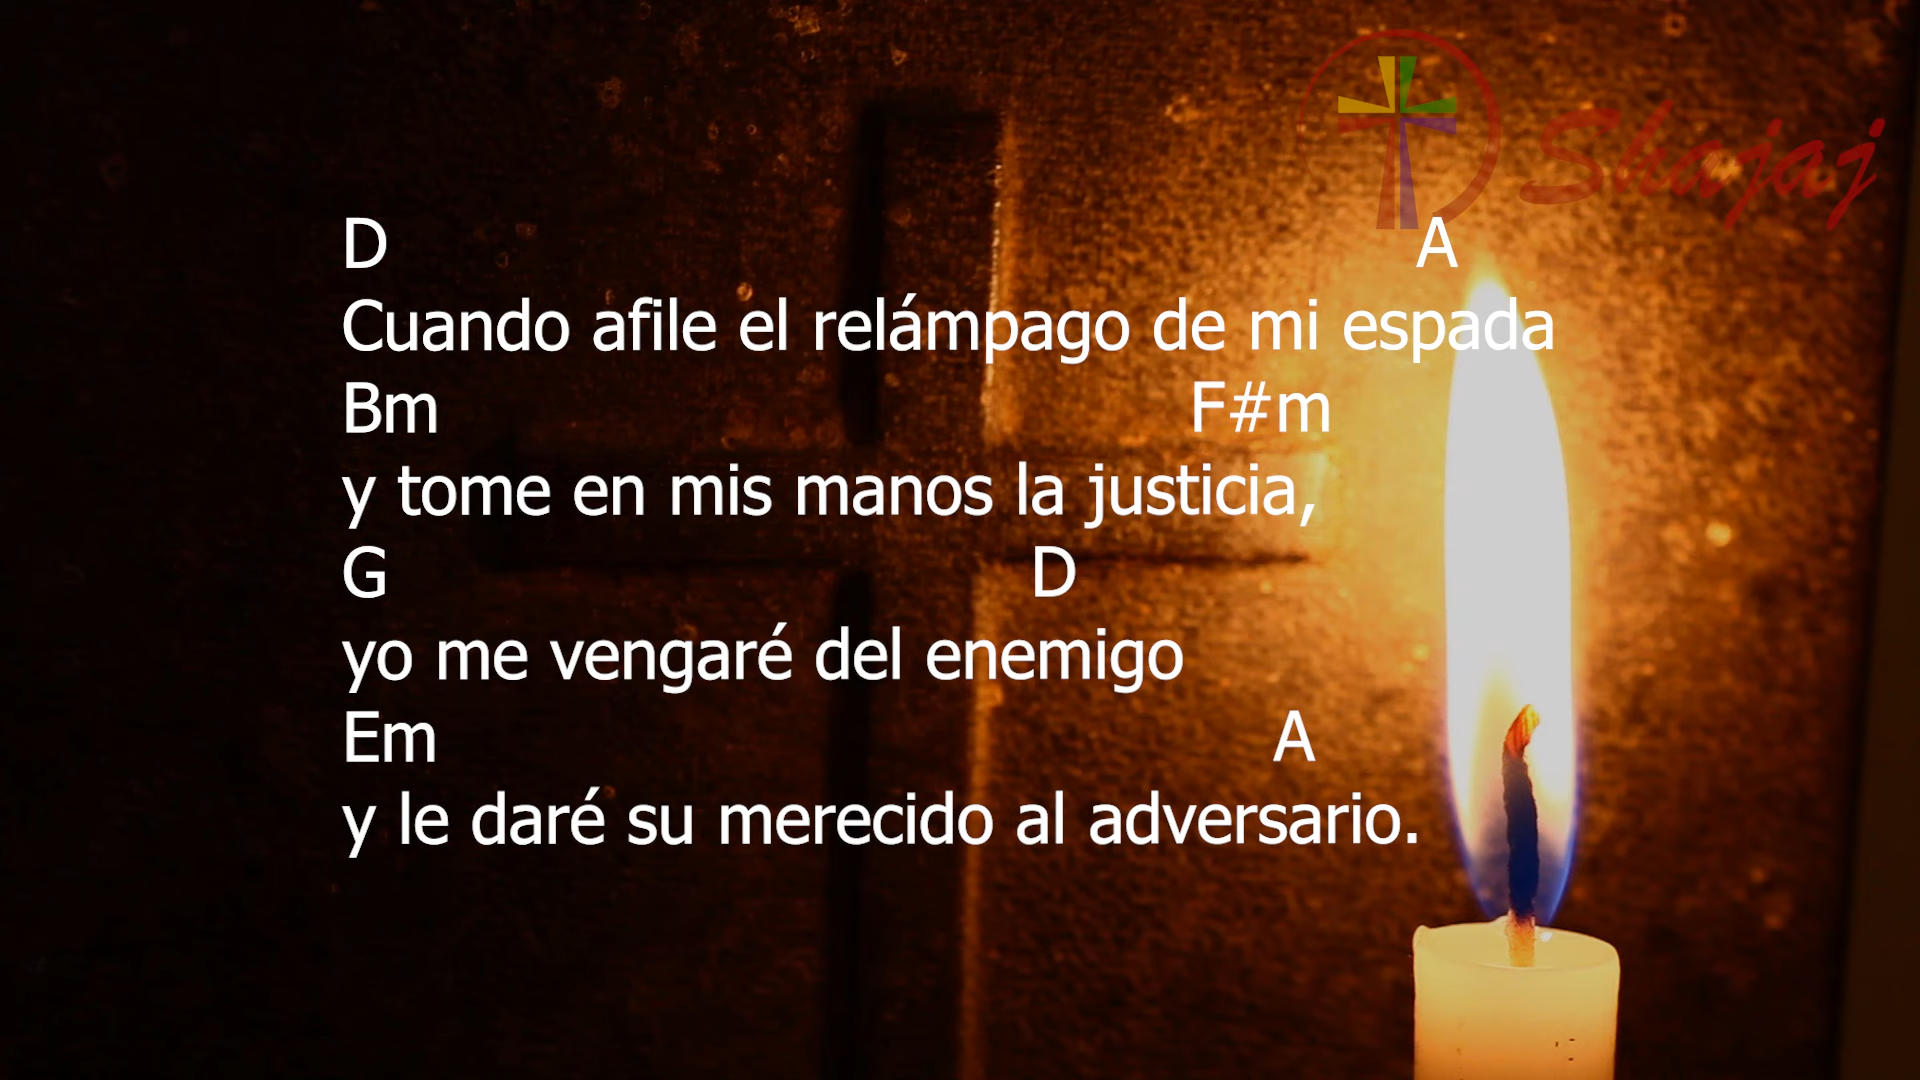 Shajaj
D A
Cuando afile el relámpago de mi espada
Bm F#m
y tome en mis manos la justicia,
G D
yo me vengaré del enemigo
Em A
y le daré su merecido al adversario.